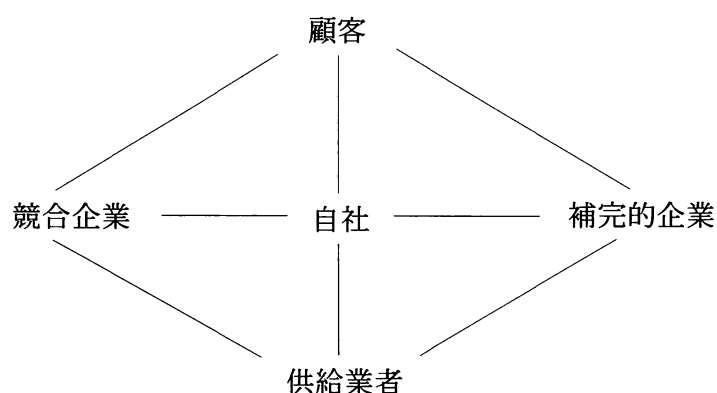 顧客
競合企業
自社
補完的企業
供給業者